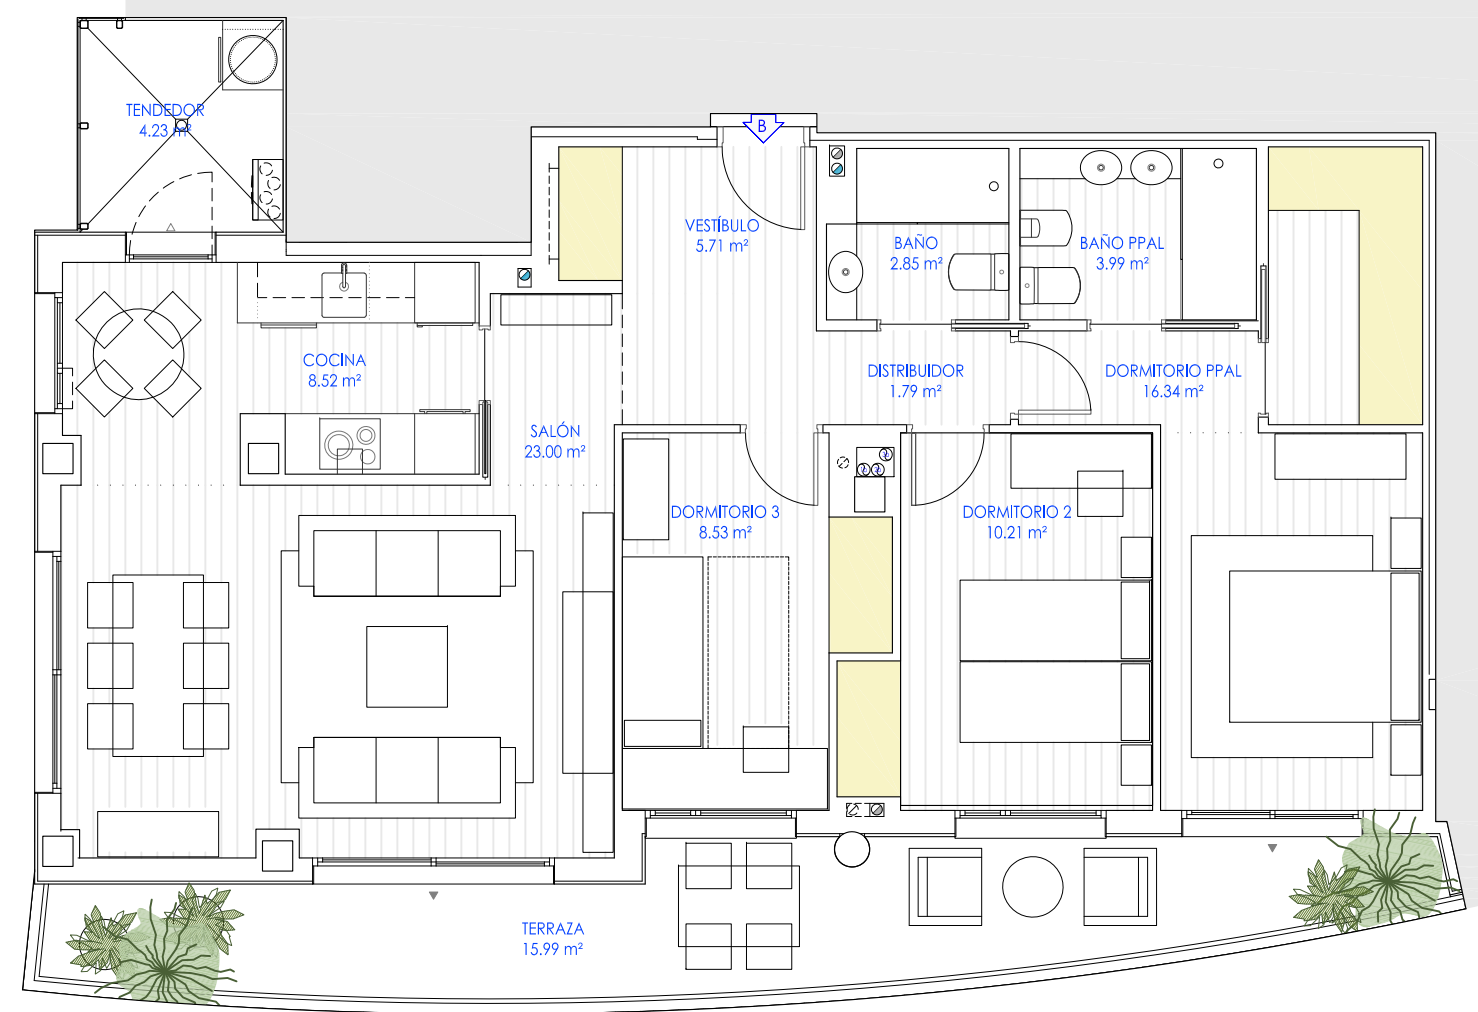 TENDEDOR
4.23 m²
B
VESTÍBULO
5.71 m²
BAÑO
2.85 m²
BAÑO PPAL
3.99 m²
COCINA
8.52 m²
DISTRIBUIDOR
1.79 m²
DORMITORIO PPAL
16.34 m²
SALÓN
23.00 m²
DORMITORIO 3
8.53 m²
DORMITORIO 2
10.21 m²
TERRAZA
15.99 m²